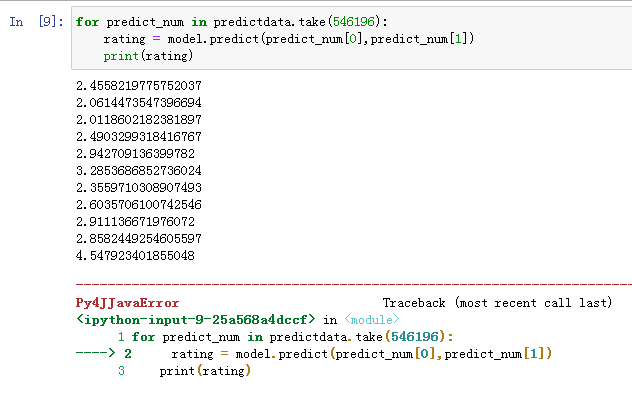 In [9]: for predict_num in predictdata.take(546196):
    rating = model.predict(predict_num[0],predict_num[1])
    print(rating)
2.4558219775752037
2.0614473547396694
2.0118602182381897
2.4903299318416767
2.942709136399782
3.2853686852736024
2.3559710308907493
2.6035706100742546
2.911136671976072
2.8582449254605597
4.547923401855048
---------------------------------------------------------------------------
Py4JJavaError                             Traceback (most recent call last)
<ipython-input-9-25a568a4dccf> in <module>
      1 for predict_num in predictdata.take(546196):
----> 2     rating = model.predict(predict_num[0],predict_num[1])
      3     print(rating)